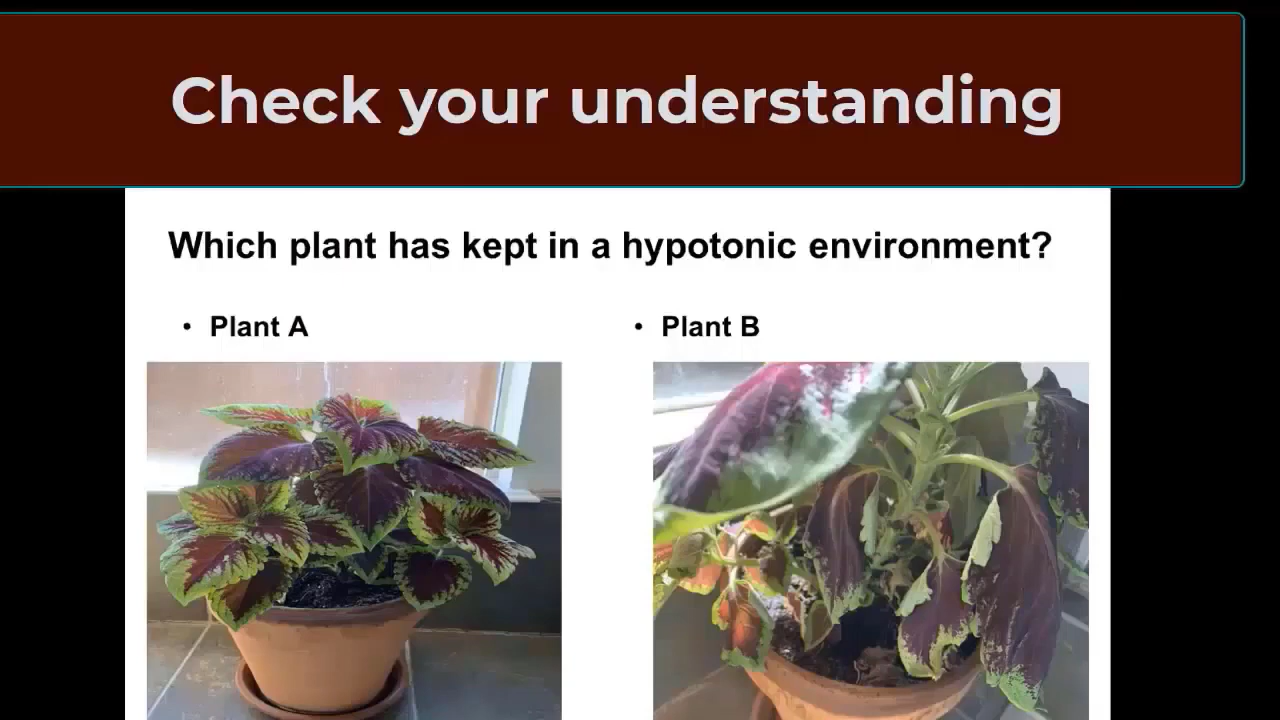 Check your understanding
Which plant has kept in a hypotonic environment?
• Plant A
• Plant B